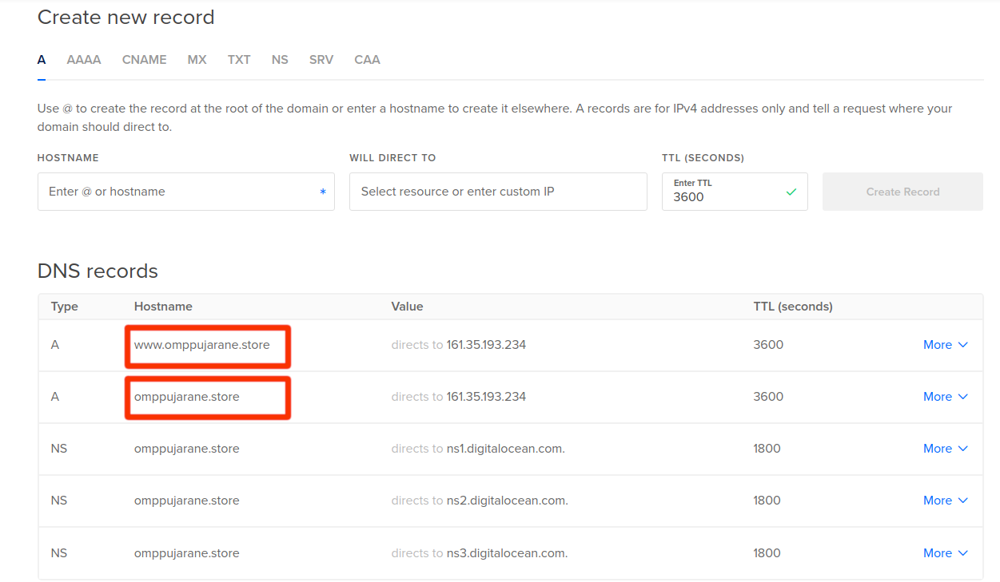 Create new record
A AAAA CNAME MX TXT NS SRV CAA
Use @ to create the record at the root of the domain or enter a hostname to create it elsewhere. A records are for IPv4 addresses only and tell a request where your
domain should direct to.
HOSTNAME WILL DIRECT TO TTL (SECONDS)
Enter @ or hostname * Select resource or enter custom IP Enter TTL
3600 Create Record
DNS records
Type Hostname Value TTL (seconds)
A www.omppujarane.store directs to 161.35.193.234 3600 More
A omppujarane.store directs to 161.35.193.234 3600 More
NS omppujarane.store directs to ns1.digitalocean.com. 1800 More
NS omppujarane.store directs to ns2.digitalocean.com. 1800 More
NS omppujarane.store directs to ns3.digitalocean.com. 1800 More